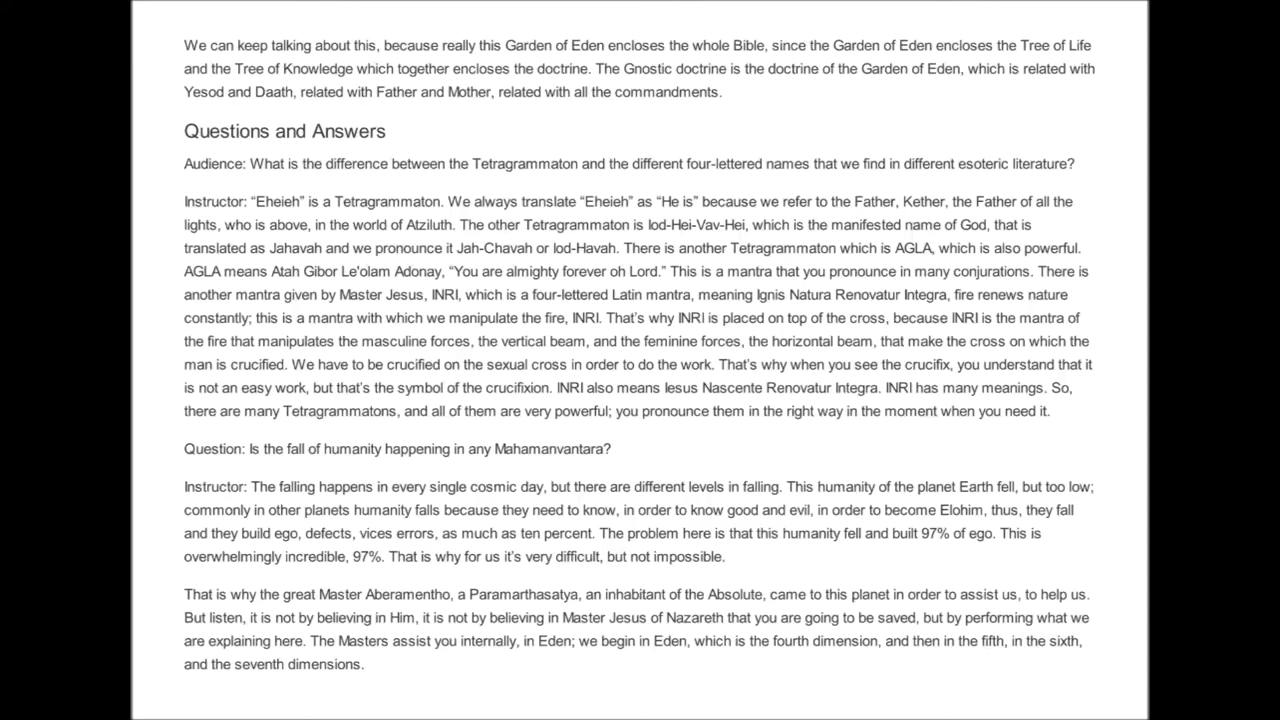 We can keep talking about this, because really this Garden of Eden encloses the whole Bible, since the Garden of Eden encloses the Tree of Life
and the Tree of Knowledge which together encloses the doctrine. The Gnostic doctrine is the doctrine of the Garden of Eden, which is related with
Yesod and Daath, related with Father and Mother, related with all the commandments.
Questions and Answers
Audience: What is the difference between the Tetragrammaton and the different four-lettered names that we find in different esoteric literature?
Instructor: “Eheieh” is a Tetragrammaton. We always translate “Eheieh” as “He is” because we refer to the Father, Kether, the Father of all the
lights, who is above, in the world of Atziluth. The other Tetragrammaton is Iod-Hei-Vav-Hei, which is the manifested name of God, that is
translated as Jahavah and we pronounce it Jah-Chavah or Iod-Havah. There is another Tetragrammaton which is AGLA, which is also powerful.
AGLA means Atah Gibor Le'olam Adonay, “You are almighty forever oh Lord.” This is a mantra that you pronounce in many conjurations. There is
another mantra given by Master Jesus, INRI, which is a four-lettered Latin mantra, meaning Ignis Natura Renovatur Integra, fire renews nature
constantly; this is a mantra with which we manipulate the fire, INRI. That’s why INRI is placed on top of the cross, because INRI is the mantra of
the fire that manipulates the masculine forces, the vertical beam, and the feminine forces, the horizontal beam, that make the cross on which the
man is crucified. We have to be crucified on the sexual cross in order to do the work. That’s why when you see the crucifix, you understand that it
is not an easy work, but that’s the symbol of the crucifixion. INRI also means Iesus Nascente Renovatur Integra. INRI has many meanings. So,
there are many Tetragrammatons, and all of them are very powerful; you pronounce them in the right way in the moment when you need it.
Question: Is the fall of humanity happening in any Mahamanvantara?
Instructor: The falling happens in every single cosmic day, but there are different levels in falling. This humanity of the planet Earth fell, but too low;
commonly in other planets humanity falls because they need to know, in order to know good and evil, in order to become Elohim, thus, they fall
and they build ego, defects, vices errors, as much as ten percent. The problem here is that this humanity fell and built 97% of ego. This is
overwhelmingly incredible, 97%. That is why for us it’s very difficult, but not impossible.
That is why the great Master Aberamentho, a Paramarthasatya, an inhabitant of the Absolute, came to this planet in order to assist us, to help us.
But listen, it is not by believing in Him, it is not by believing in Master Jesus of Nazareth that you are going to be saved, but by performing what we
are explaining here. The Masters assist you internally, in Eden; we begin in Eden, which is the fourth dimension, and then in the fifth, in the sixth,
and the seventh dimensions.